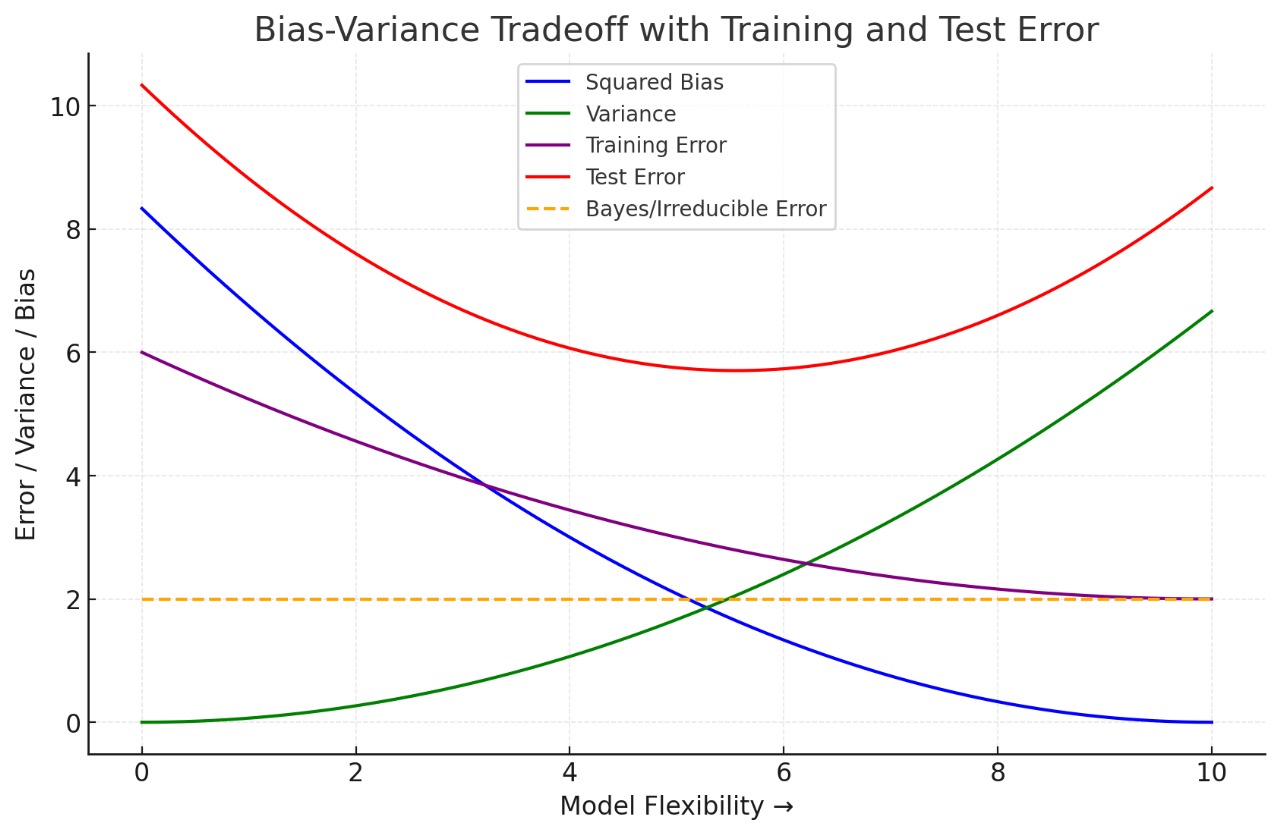 Bias-Variance Tradeoff with Training and Test Error
Squared Bias
Variance
Training Error
Test Error
Bayes/Irreducible Error
Error / Variance / Bias
10
8
6
4
2
0
0 2 4 6 8 10
Model Flexibility →